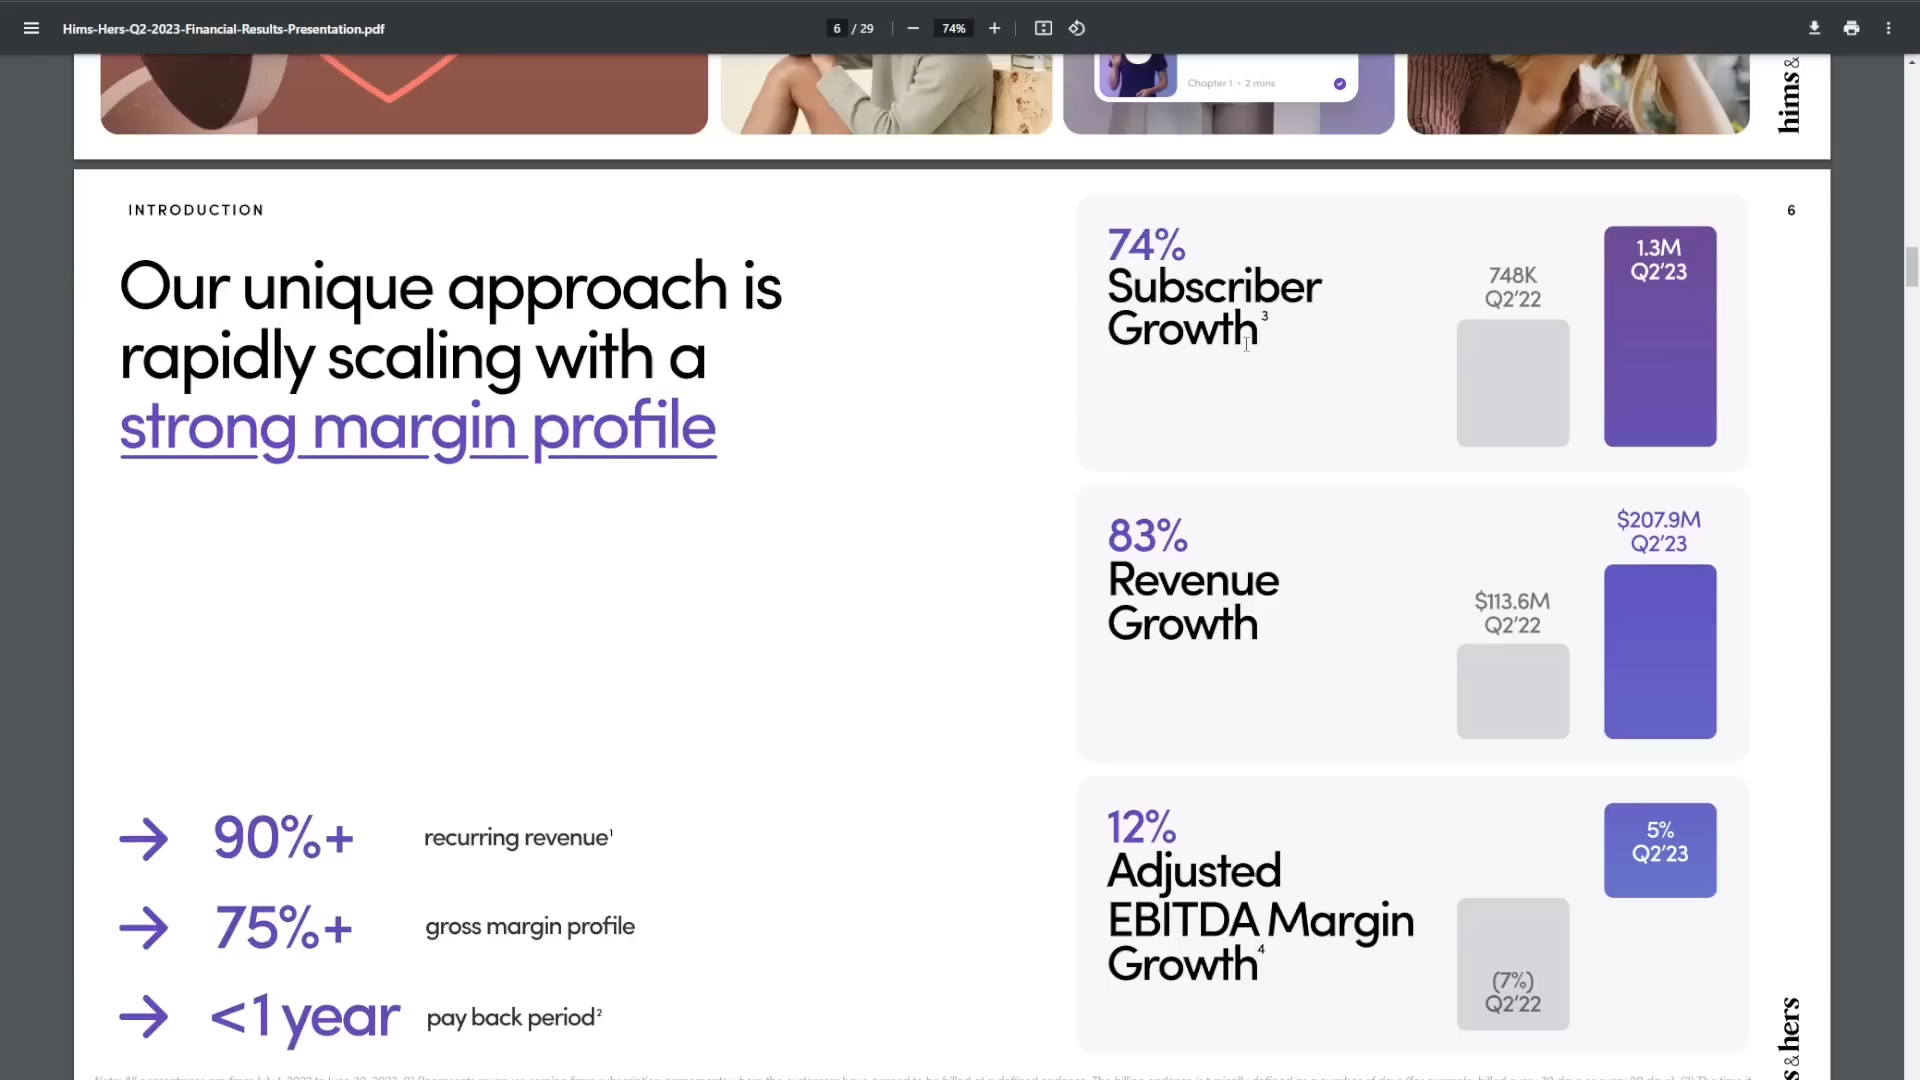 Hims-Hers-Q2-2023-Financial-Results-Presentation.pdf
6 / 29
74%
Chapter 1 • 2 mins
hims &
INTRODUCTION
6
Our unique approach is
rapidly scaling with a
strong margin profile
90%+ recurring revenue¹
75%+ gross margin profile
<1 year pay back period²
74%
Subscriber
Growth³
748K
Q2'22
1.3M
Q2'23
83%
Revenue
Growth
$113.6M
Q2'22
$207.9M
Q2'23
12%
Adjusted
EBITDA Margin
Growth⁴
(7%)
Q2'22
5%
Q2'23
s & hers